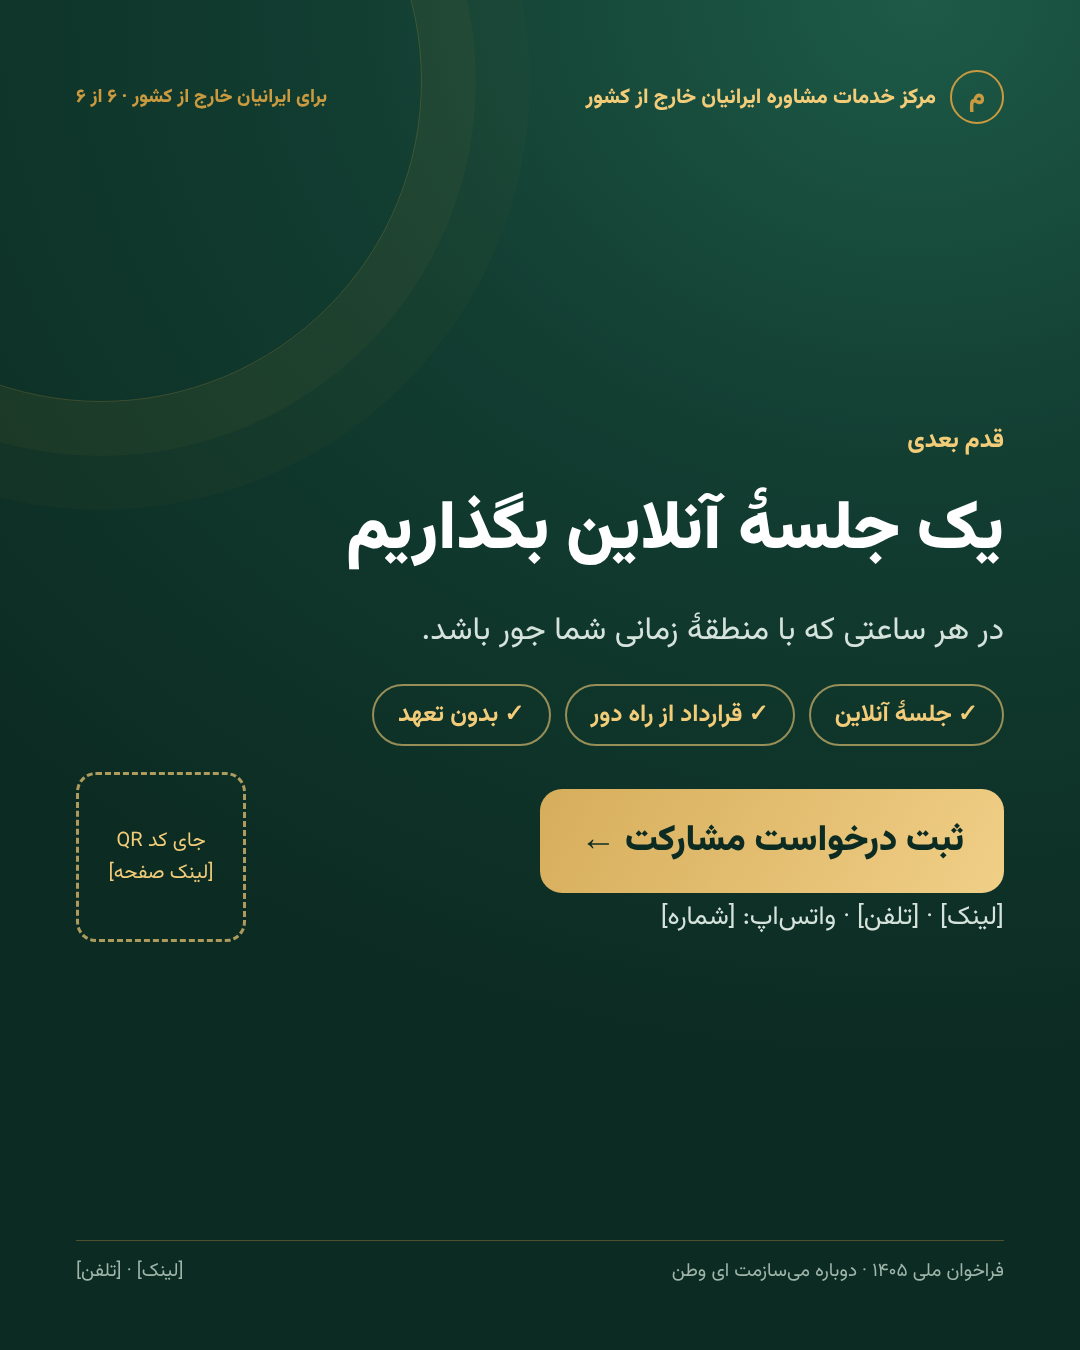 م
مرکز خدمات مشاوره ایرانیان خارج از کشور
برای ایرانیان خارج از کشور · ۶ از ۶
قدم بعدی
یک جلسهٔ آنلاین بگذاریم
در هر ساعتی که با منطقهٔ زمانی شما جور باشد.
✓ جلسهٔ آنلاین
✓ قرارداد از راه دور
✓ بدون تعهد
ثبت درخواست مشارکت ←
[لینک] · [تلفن] · واتس‌اپ: [شماره]
جای کد QR
[لینک صفحه]
فراخوان ملی ۱۴۰۵ · دوباره می‌سازمت ای وطن
[لینک] · [تلفن]